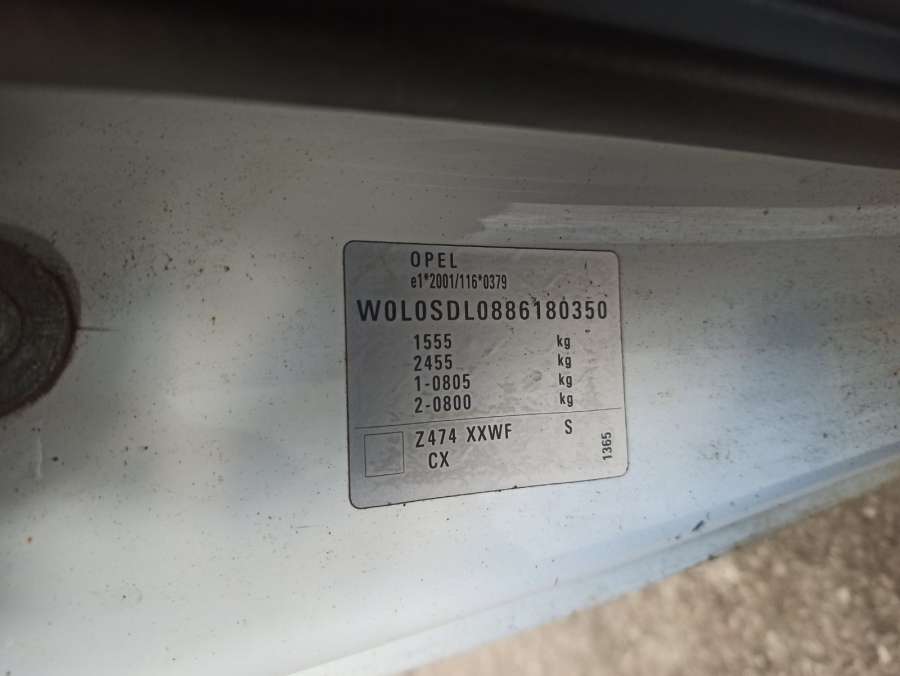 OPEL
e1*2001/116*0379
W0L0SDL0886180350
1555 kg
2455 kg
1-0805 kg
2-0800 kg
Z474 XXWF S
CX
1365